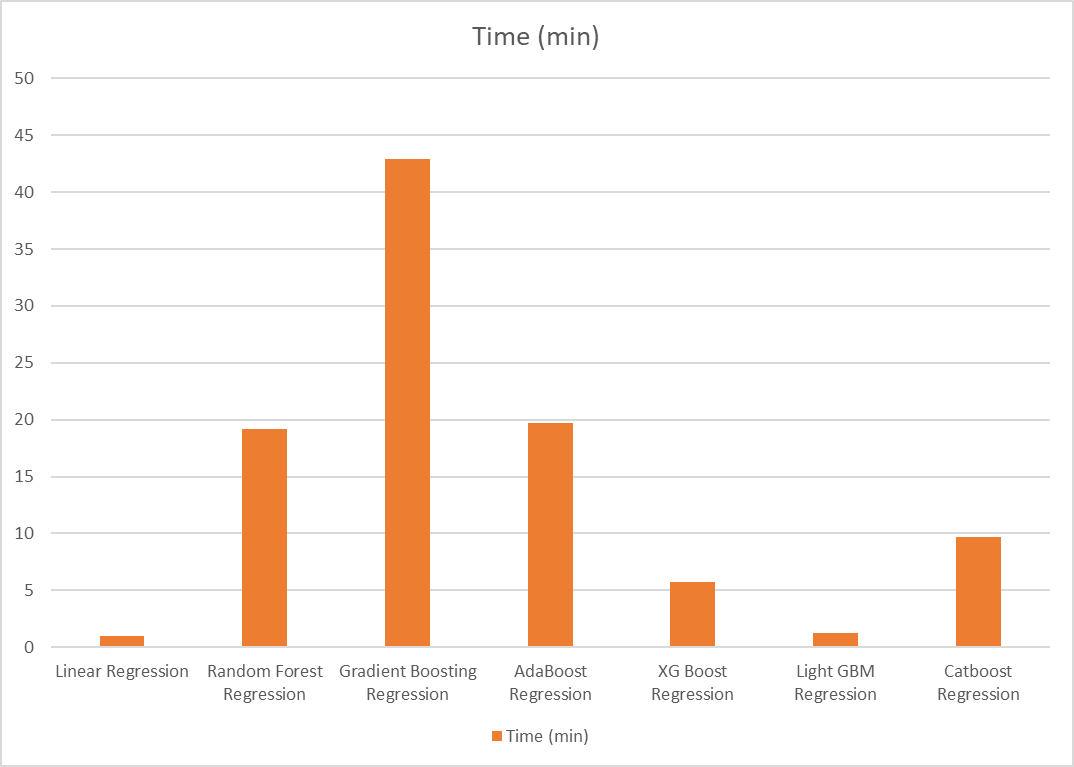 Time (min)
50
45
40
35
30
25
20
15
10
5
0
Linear Regression
Random Forest
Regression
Gradient Boosting
Regression
AdaBoost
Regression
XG Boost
Regression
Light GBM
Regression
Catboost
Regression
Time (min)